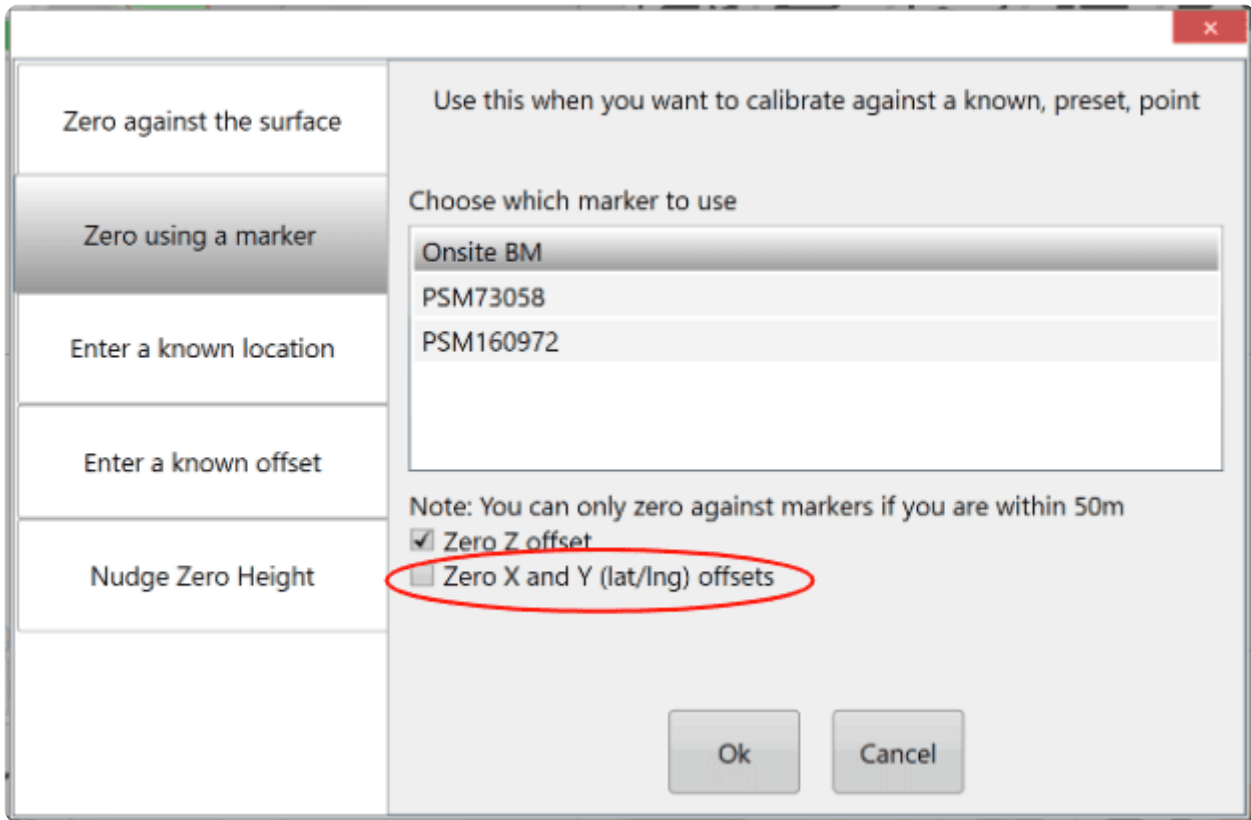 Zero against the surface
Zero using a marker
Enter a known location
Enter a known offset
Nudge Zero Height
Use this when you want to calibrate against a known, preset, point
Choose which marker to use
Onsite BM
PSM73058
PSM160972
Note: You can only zero against markers if you are within 50m
Zero Z offset
Zero X and Y (lat/lng) offsets
Ok
Cancel